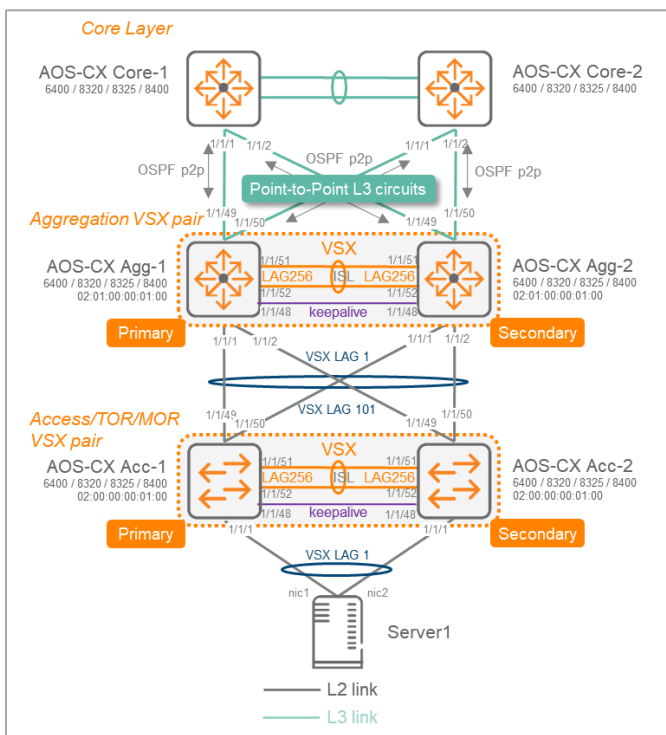 Core Layer
AOS-CX Core-1
6400 / 8320 / 8325 / 8400
AOS-CX Core-2
6400 / 8320 / 8325 / 8400
1/1/1
1/1/2
1/1/1
1/1/2
OSPF p2p
OSPF p2p
OSPF p2p
Point-to-Point L3 circuits
1/1/49
1/1/50
1/1/49
1/1/50
Aggregation VSX pair
VSX
AOS-CX Agg-1
6400 / 8320 / 8325 / 8400
02:01:00:00:01:00
1/1/51
1/1/51
LAG256
ISL
LAG256
1/1/52
1/1/52
keepalive
1/1/48
1/1/48
AOS-CX Agg-2
6400 / 8320 / 8325 / 8400
02:01:00:00:01:00
Primary
Secondary
1/1/1
1/1/2
1/1/1
1/1/2
VSX LAG 1
VSX LAG 101
1/1/49
1/1/50
1/1/49
1/1/50
Access/TOR/MOR
VSX pair
VSX
AOS-CX Acc-1
6400 / 8320 / 8325 / 8400
02:00:00:00:01:00
1/1/51
1/1/51
LAG256
ISL
LAG256
1/1/52
1/1/52
keepalive
1/1/48
1/1/48
AOS-CX Acc-2
6400 / 8320 / 8325 / 8400
02:00:00:00:01:00
Primary
Secondary
1/1/1
1/1/1
VSX LAG 1
nic1
nic2
Server1
L2 link
L3 link